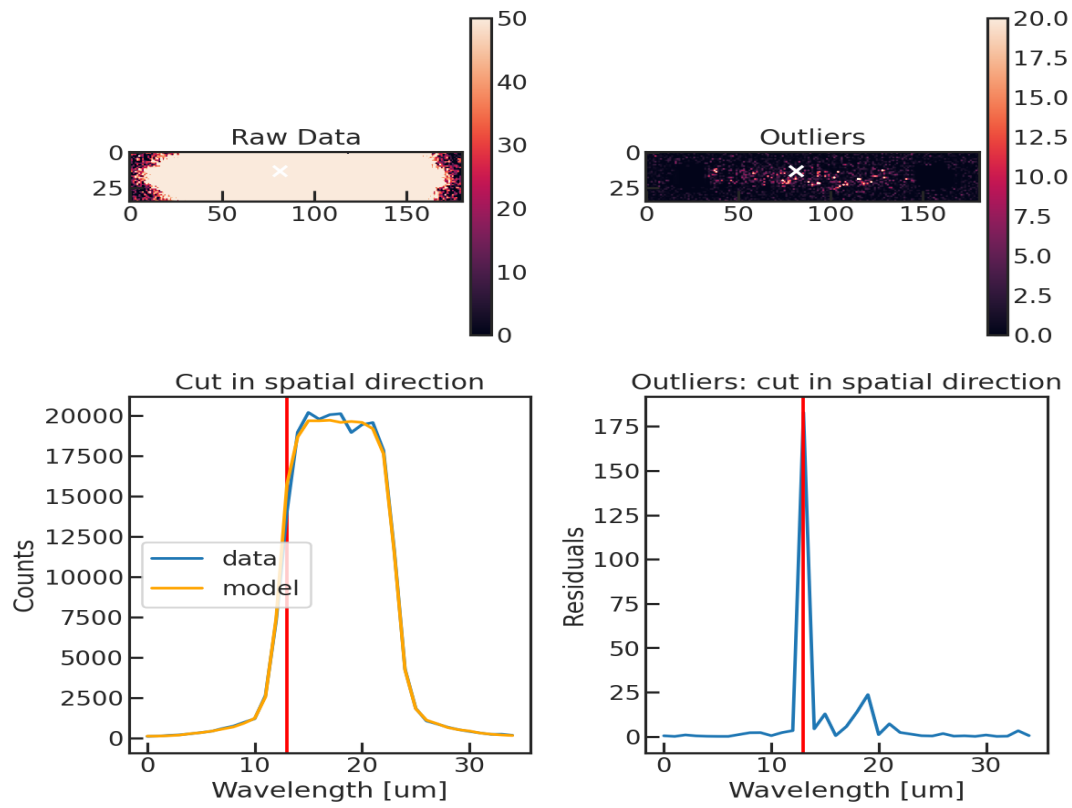 Raw Data
0
25
0 50 100 150
50
40
30
20
10
0
Outliers
0
25
0 50 100 150
20.0
17.5
15.0
12.5
10.0
7.5
5.0
2.5
0.0
Cut in spatial direction
Counts
20000
17500
15000
12500
10000
7500
5000
2500
0
data
model
0 10 20 30
Wavelength [um]
Outliers: cut in spatial direction
Residuals
175
150
125
100
75
50
25
0
0 10 20 30
Wavelength [um]